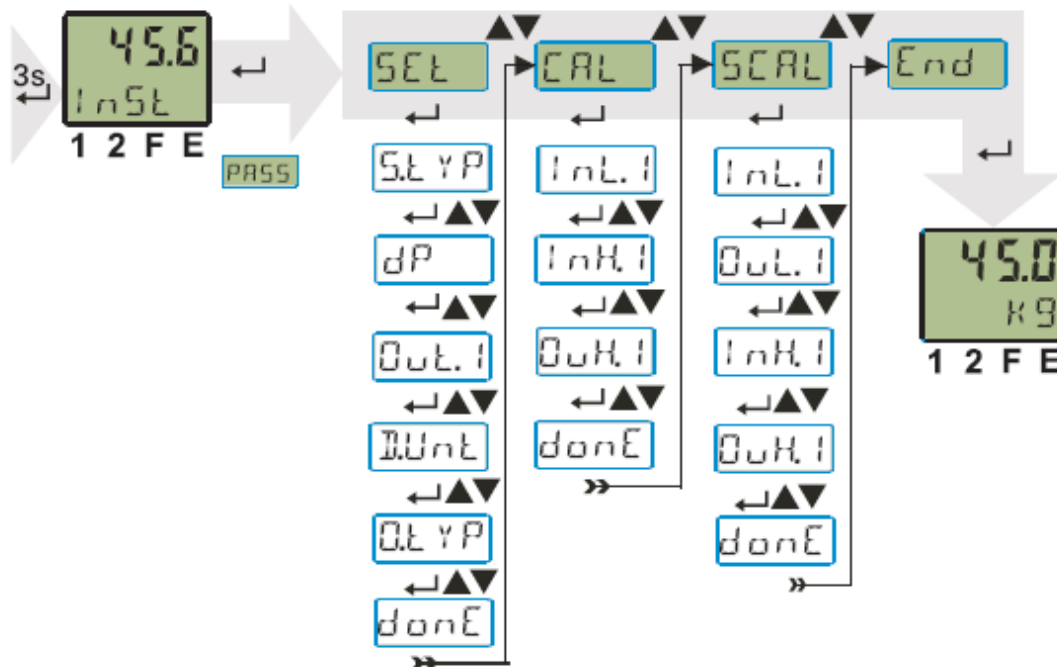 3s
45.6
InSt
1 2 F E
PASS
SEt
S.tYP
dP
Out.1
D.Unt
O.tYP
donE
CAL
InL.1
InH.1
OuH.1
donE
SCAL
InL.1
OuL.1
InH.1
OuH.1
donE
End
45.0
Kg
1 2 F E